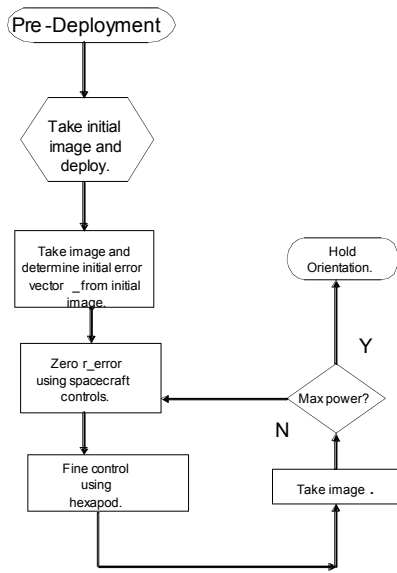 Pre-Deployment
Take initial
image and
deploy.
Take image and
determine initial error
vector _from initial
image.
Zero r_error
using spacecraft
controls.
Fine control
using
hexapod.
Take image .
Max power?
N
Y
Hold
Orientation.